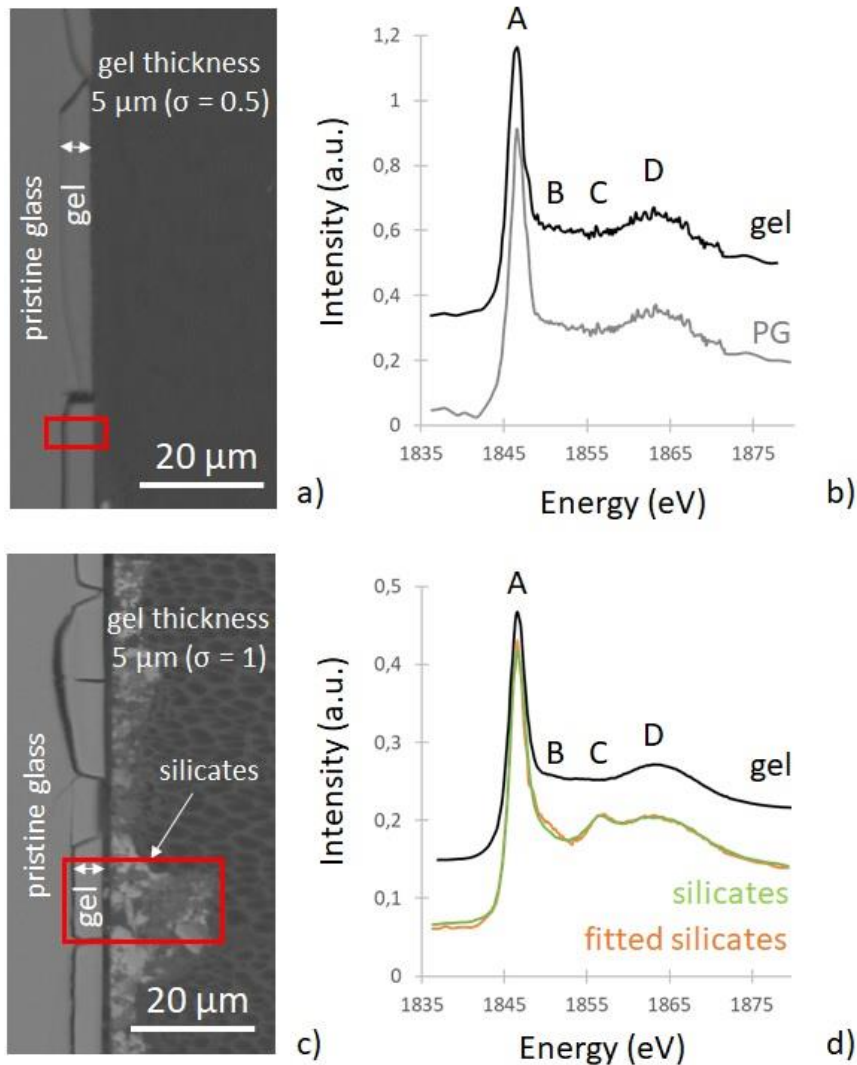 gel thickness
5 µm (σ = 0.5)
pristine glass
gel
20 µm
a)
Intensity (a.u.)
1,2
1
0,8
0,6
0,4
0,2
0
A
B
C
D
gel
PG
1835
1845
1855
1865
1875
Energy (eV)
b)
gel thickness
5 µm (σ = 1)
silicates
pristine glass
gel
20 µm
c)
Intensity (a.u.)
0,5
0,4
0,3
0,2
0,1
0
A
B
C
D
gel
silicates
fitted silicates
1835
1845
1855
1865
1875
Energy (eV)
d)